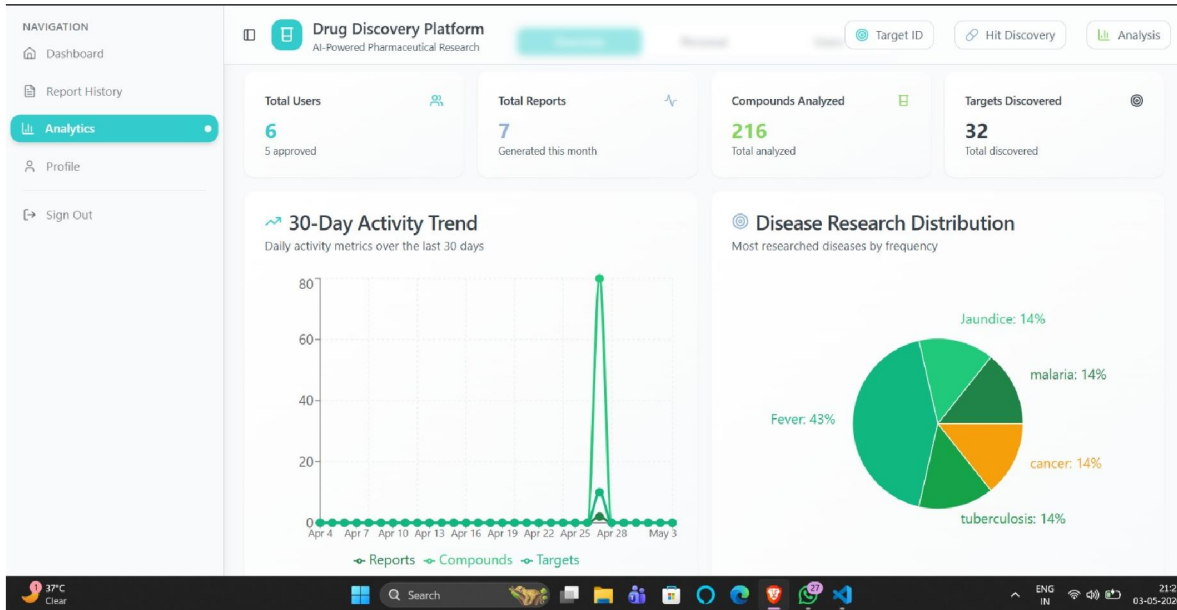 NAVIGATION
Dashboard
Report History
Analytics
Profile
Sign Out
Drug Discovery Platform
AI-Powered Pharmaceutical Research
Target ID
Hit Discovery
Analysis
Total Users
6
5 approved
Total Reports
7
Generated this month
Compounds Analyzed
216
Total analyzed
Targets Discovered
32
Total discovered
30-Day Activity Trend
Daily activity metrics over the last 30 days
80
60
40
20
0
Apr 4 Apr 7 Apr 10 Apr 13 Apr 16 Apr 19 Apr 22 Apr 25 Apr 28 May 3
Reports Compounds Targets
Disease Research Distribution
Most researched diseases by frequency
Jaundice: 14%
malaria: 14%
Fever: 43%
cancer: 14%
tuberculosis: 14%
1
37°C
Clear
Search
27
ENG
IN